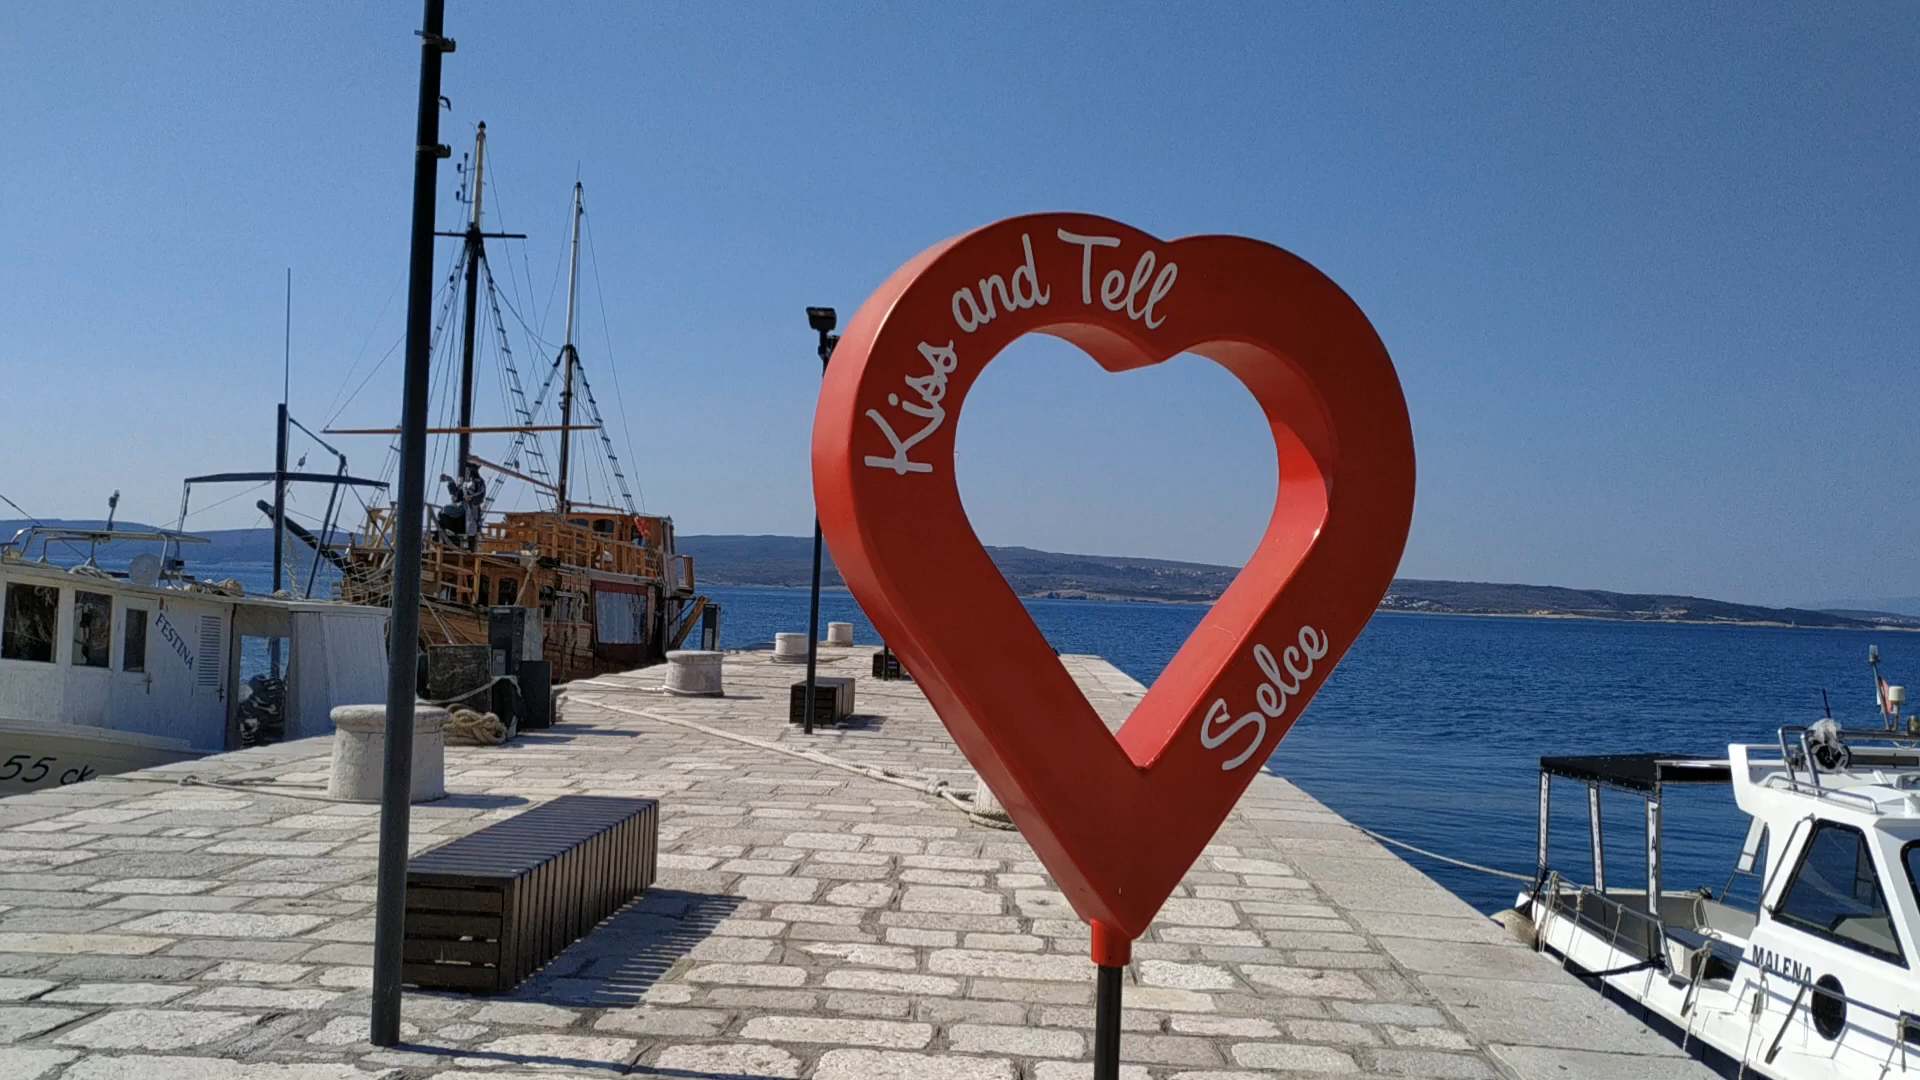 Kiss and Tell
Selce
FESTINA
55 CK
MALENA